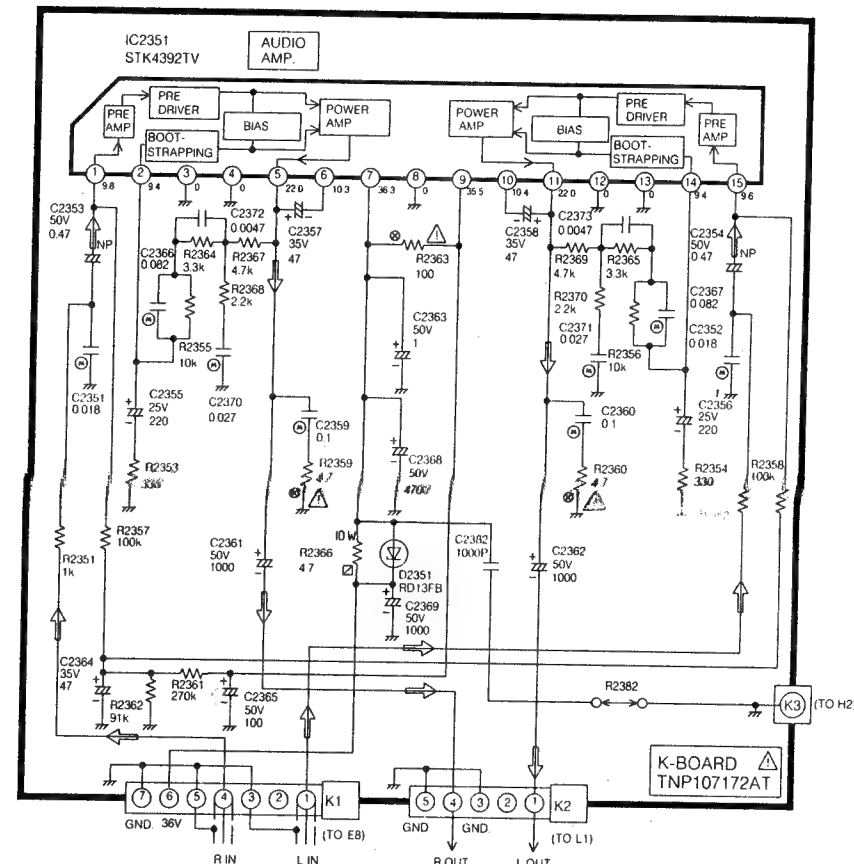 IC2351
STK4392TV
AUDIO
AMP.
PRE
AMP
PRE
DRIVER
BIAS
POWER
AMP
BOOT-
STRAPPING
POWER
AMP
PRE
DRIVER
BIAS
PRE
AMP
BOOT-
STRAPPING
1 2 3 4 5 6 7 8 9 10 11 12 13 14 15
9.8 9.4 0 0 22.0 10.3 36.3 0 35.5 10.4 22.0 0 0 9.4 9.6
C2353
50V
0.47
NP
C2366
0.082
R2364
3.3k
C2372
0.0047
R2367
4.7k
R2368
2.2k
C2357
35V
47
R2363
100
C2358
35V
47
C2373
0.0047
R2369
4.7k
R2365
3.3k
C2354
50V
0.47
NP
R2370
2.2k
C2367
0.082
C2352
0.018
C2371
0.027
R2356
10k
C2363
50V
1
R2355
10k
C2370
0.027
C2351
0.018
C2355
25V
220
C2359
0.1
R2359
4.7
C2368
50V
4700
C2360
0.1
R2360
4.7
C2356
25V
220
R2354
330
R2358
100k
R2353
M
M
M
M
M
M
M
M
R2351
1k
R2357
100k
C2361
50V
1000
10W
R2366
4.7
D2351
RD13FB
C2369
50V
1000
C2382
1000P
C2362
50V
1000
C2364
35V
47
R2362
91k
R2361
270k
C2365
50V
100
R2382
K3
(TO H2)
K-BOARD
TNP107172AT
7 6 5 4 3 2 1
K1
GND. 36V
(TO E8)
R IN
L IN
5 4 3 2 1
K2
GND
GND.
(TO L1)
R OUT
L OUT